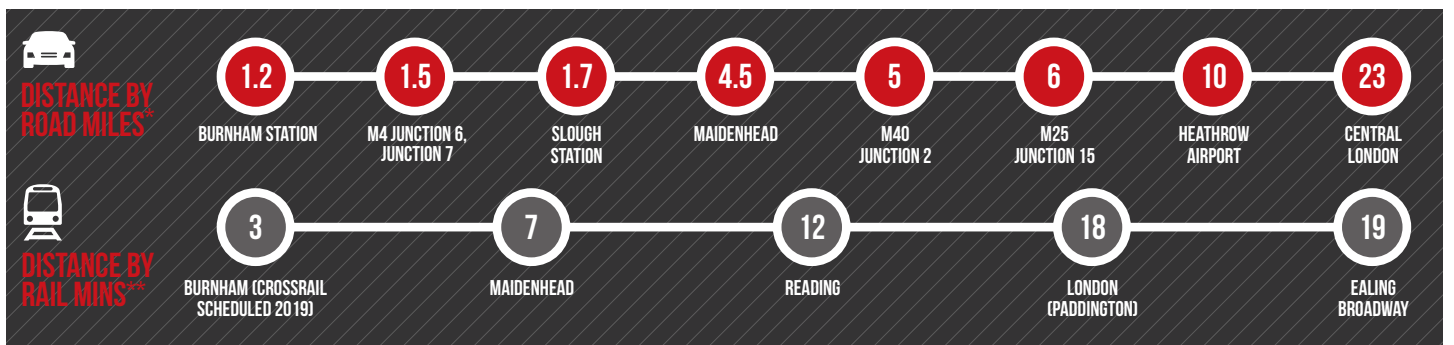 DISTANCE BY
ROAD MILES*
1.2
BURNHAM STATION
1.5
M4 JUNCTION 6,
JUNCTION 7
1.7
SLOUGH
STATION
4.5
MAIDENHEAD
5
M40
JUNCTION 2
6
M25
JUNCTION 15
10
HEATHROW
AIRPORT
23
CENTRAL
LONDON
DISTANCE BY
RAIL MINS**
3
BURNHAM (CROSSRAIL
SCHEDULED 2019)
7
MAIDENHEAD
12
READING
18
LONDON
(PADDINGTON)
19
EALING
BROADWAY